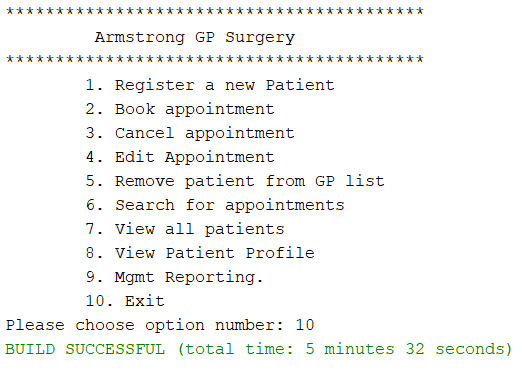 ******************************************
Armstrong GP Surgery
******************************************
1. Register a new Patient
2. Book appointment
3. Cancel appointment
4. Edit Appointment
5. Remove patient from GP list
6. Search for appointments
7. View all patients
8. View Patient Profile
9. Mgmt Reporting.
10. Exit
Please choose option number: 10
BUILD SUCCESSFUL (total time: 5 minutes 32 seconds)